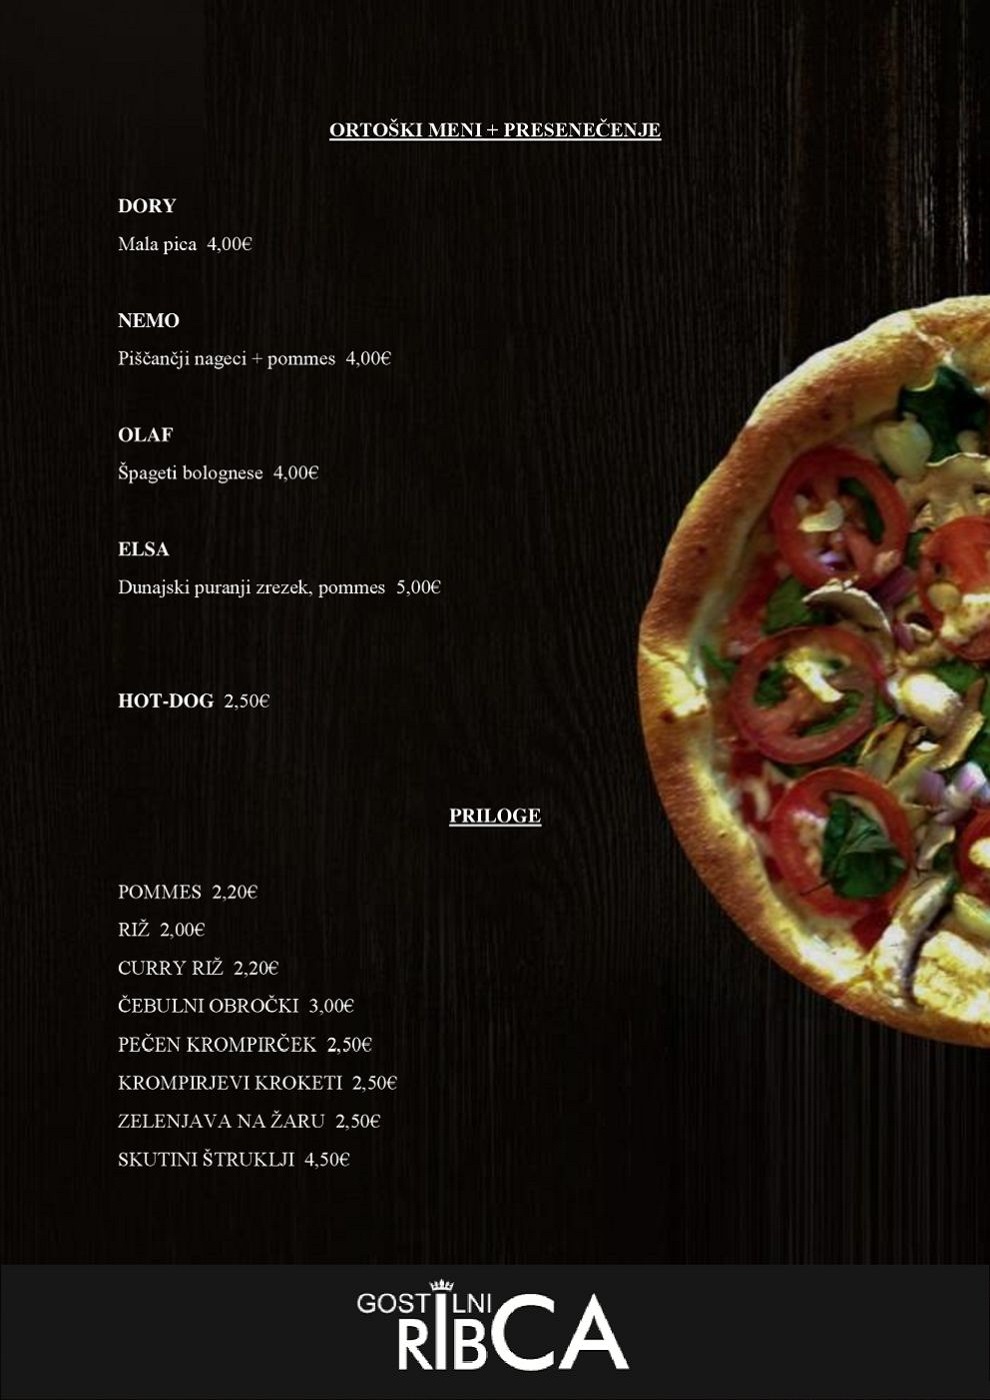 ORTOŠKI MENI + PRESENEČENJE
DORY
Mala pica 4,00€
NEMO
Piščančji nageci + pommes 4,00€
OLAF
Špageti bolognese 4,00€
ELSA
Dunajski puranji zrezek, pommes 5,00€
HOT-DOG 2,50€
PRILOGE
POMMES 2,20€
RIŽ 2,00€
CURRY RIŽ 2,20€
ČEBULNI OBROČKI 3,00€
PEČEN KROMPIRČEK 2,50€
KROMPIRJEVI KROKETI 2,50€
ZELENJAVA NA ŽARU 2,50€
SKUTINI ŠTRUKLJI 4,50€
GOSTILNI
RIBCA